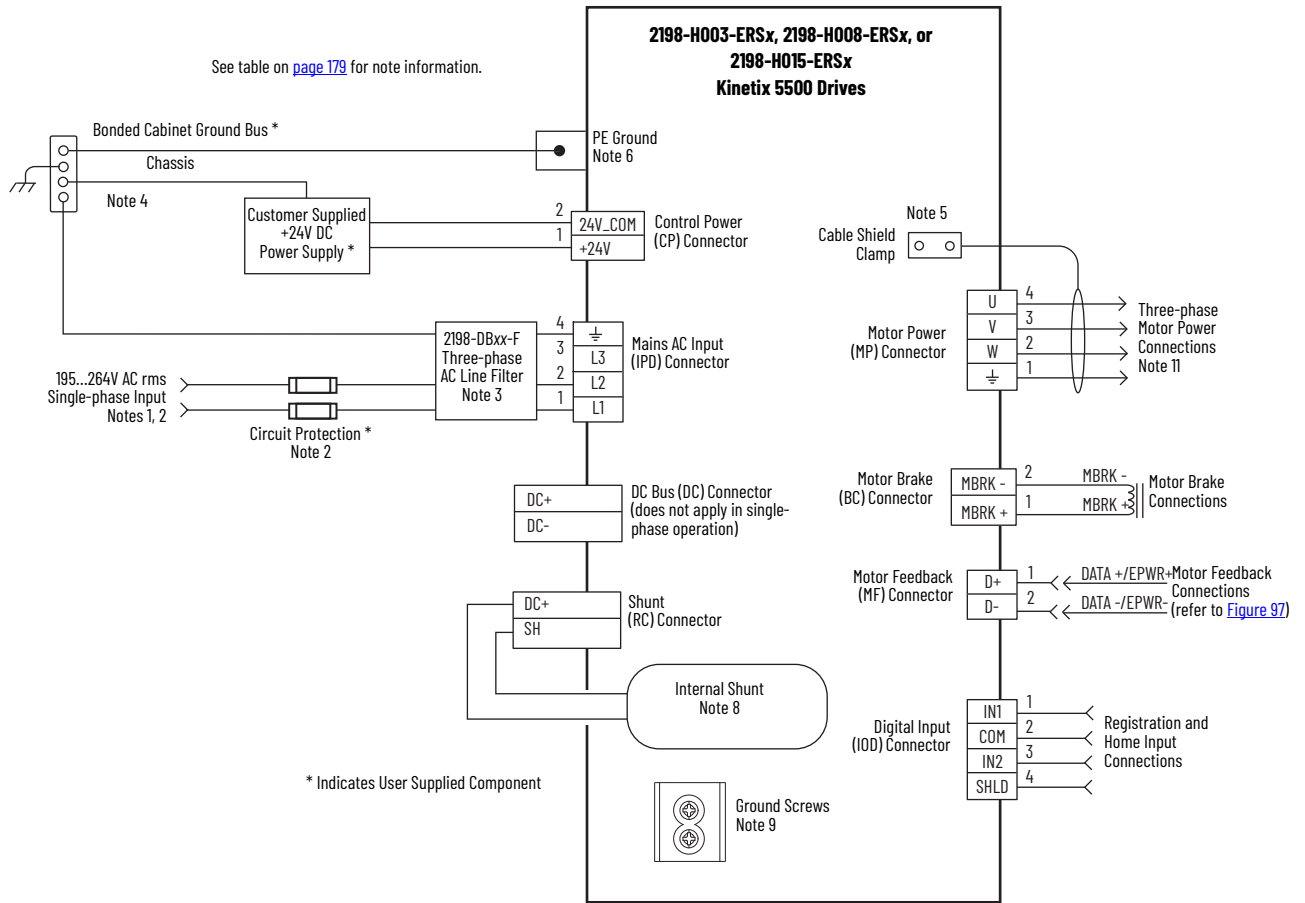 2198-H003-ERSx, 2198-H008-ERSx, or
2198-H015-ERSx
Kinetix 5500 Drives
See table on page 179 for note information.
Bonded Cabinet Ground Bus *
Chassis
Note 4
PE Ground
Note 6
Customer Supplied
+24V DC
Power Supply *
2
1
24V_COM
+24V
Control Power
(CP) Connector
Note 5
Cable Shield
Clamp
2198-DBxx-F
Three-phase
AC Line Filter
Note 3
4
3
2
1
L3
L2
L1
Mains AC Input
(IPD) Connector
195...264V AC rms
Single-phase Input
Notes 1, 2
Circuit Protection *
Note 2
Motor Power
(MP) Connector
U
V
W
4
3
2
1
Three-phase
Motor Power
Connections
Note 11
DC+
DC-
DC Bus (DC) Connector
(does not apply in single-
phase operation)
Motor Brake
(BC) Connector
MBRK -
MBRK +
2
1
MBRK -
MBRK +
Motor Brake
Connections
DC+
SH
Shunt
(RC) Connector
Motor Feedback
(MF) Connector
D+
D-
1
2
DATA +/EPWR+
DATA -/EPWR-
Motor Feedback
Connections
(refer to Figure 97)
Internal Shunt
Note 8
Digital Input
(IOD) Connector
IN1
COM
IN2
SHLD
1
2
3
4
Registration and
Home Input
Connections
* Indicates User Supplied Component
Ground Screws
Note 9